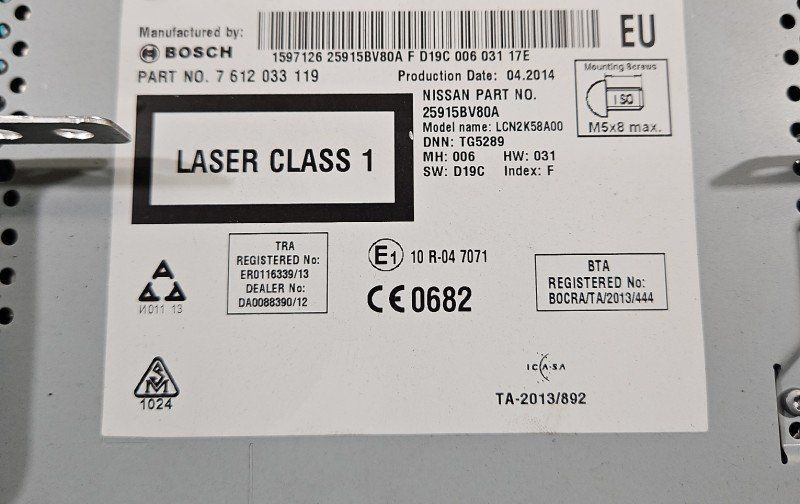 Manufactured by:
BOSCH
1597126 25915BV80A F D19C 006 031 17E
EU
PART NO. 7 612 033 119
Production Date: 04.2014
NISSAN PART NO.
25915BV80A
Model name: LCN2K58A00
DNN: TG5289
MH: 006 HW: 031
SW: D19C Index: F
Mounting Screws
ISO
M5x8 max.
LASER CLASS 1
TRA
REGISTERED No:
ER0116339/13
DEALER No:
DA0088390/12
E1 10 R-04 7071
CE0682
BTA
REGISTERED No:
BOCRA/TA/2013/444
И011 13
1024
ICASA
TA-2013/892